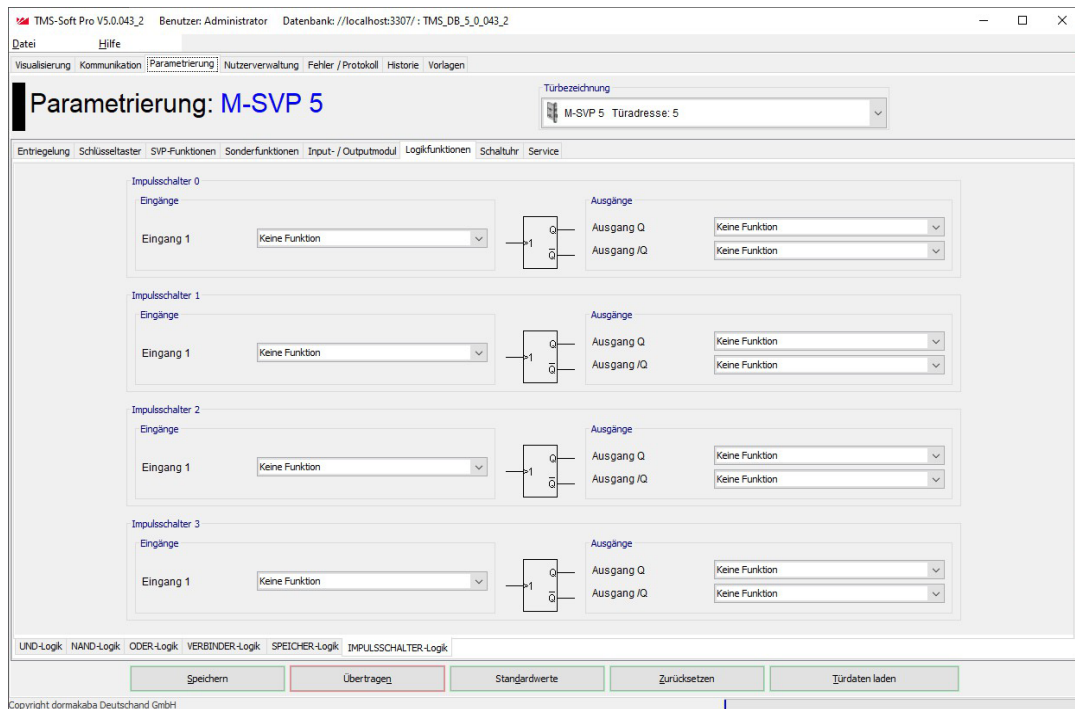 TMS-Soft Pro V5.0.043_2 Benutzer: Administrator Datenbank: //localhost:3307/ : TMS_DB_5_0_043_2
Datei Hilfe
Visualisierung Kommunikation Parametrierung Nutzerverwaltung Fehler / Protokoll Historie Vorlagen
Parametrierung: M-SVP 5
Türbezeichnung
M-SVP 5 Türadresse: 5
Entriegelung Schlüsseltaster SVP-Funktionen Sonderfunktionen Input- / Outputmodul Logikfunktionen Schaltuhr Service
Impulsschalter 0
Eingänge
Eingang 1 Keine Funktion
>1 Q Q̅
Ausgänge
Ausgang Q Keine Funktion
Ausgang /Q Keine Funktion
Impulsschalter 1
Eingänge
Eingang 1 Keine Funktion
>1 Q Q̅
Ausgänge
Ausgang Q Keine Funktion
Ausgang /Q Keine Funktion
Impulsschalter 2
Eingänge
Eingang 1 Keine Funktion
>1 Q Q̅
Ausgänge
Ausgang Q Keine Funktion
Ausgang /Q Keine Funktion
Impulsschalter 3
Eingänge
Eingang 1 Keine Funktion
>1 Q Q̅
Ausgänge
Ausgang Q Keine Funktion
Ausgang /Q Keine Funktion
UND-Logik NAND-Logik ODER-Logik VERBINDER-Logik SPEICHER-Logik IMPULSSCHALTER-Logik
Speichern Übertragen Standardwerte Zurücksetzen Türdaten laden
Copyright dormakaba Deutschand GmbH